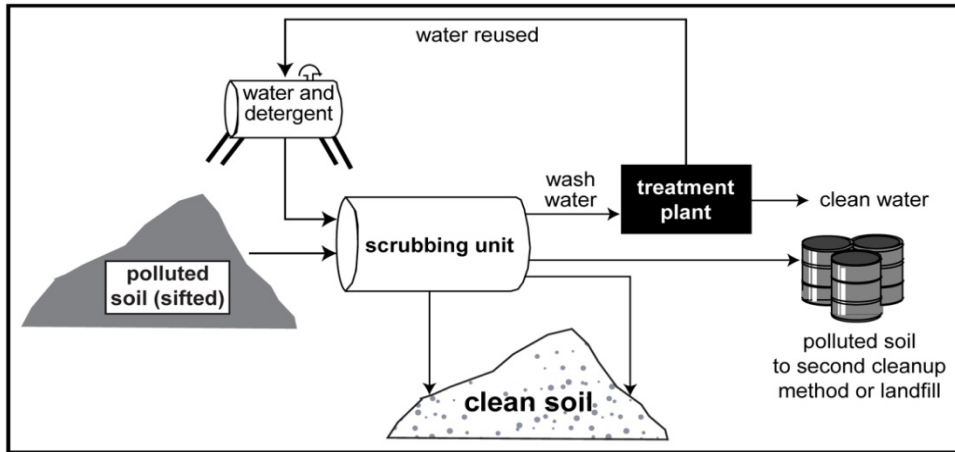 water reused
water and
detergent
wash
water
treatment
plant
clean water
scrubbing unit
polluted
soil (sifted)
clean soil
polluted soil
to second cleanup
method or landfill